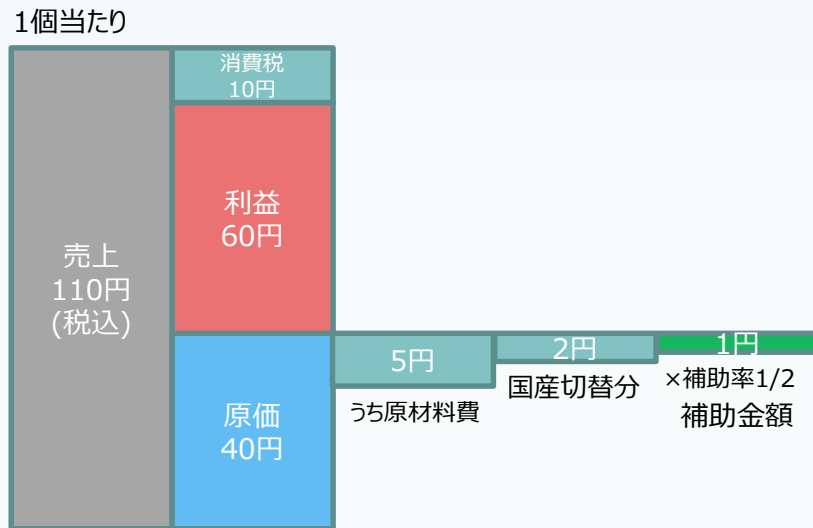 1個当たり
消費税
10円
利益
60円
売上
110円
(税込)
原価
40円
5円
うち原材料費
2円
国産切替分
1円
×補助率1/2
補助金額